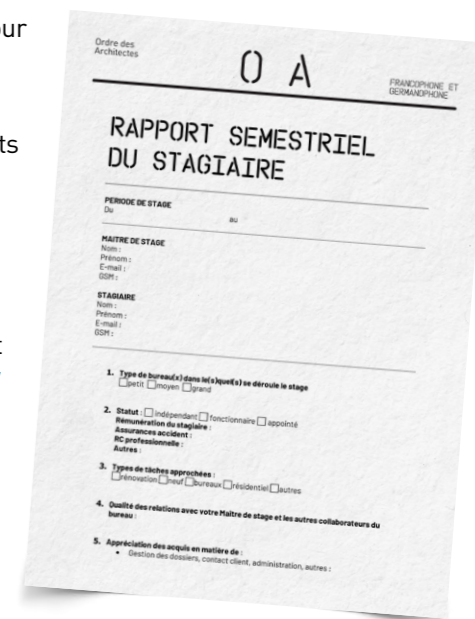 our
ts
t
Ordre des
Architectes
O A
FRANCOPHONE ET
GERMANOPHONE
RAPPORT SEMESTRIEL
DU STAGIAIRE
PERIODE DE STAGE
Du au
MAITRE DE STAGE
Nom :
Prénom :
E-mail :
GSM :
STAGIAIRE
Nom :
Prénom :
E-mail :
GSM :
1. Type de bureau(x) dans le(s)quel(s) se déroule le stage
petit moyen grand
2. Statut : indépendant fonctionnaire appointé
Rémunération du stagiaire :
Assurances accident :
RC professionnelle :
Autres :
3. Types de tâches approchées :
rénovation neuf bureaux résidentiel autres
4. Qualité des relations avec votre Maître de stage et les autres collaborateurs du
bureau :
5. Appréciation des acquis en matière de :
• Gestion des dossiers, contact client, administration, autres :